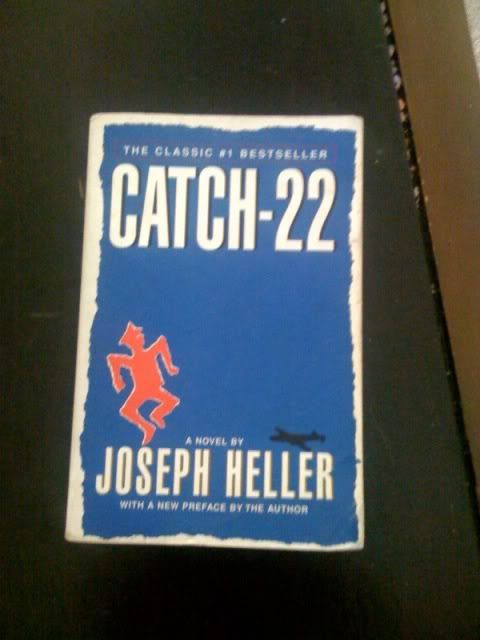 THE CLASSIC #1 BESTSELLER
CATCH-22
A NOVEL BY
JOSEPH HELLER
WITH A NEW PREFACE BY THE AUTHOR